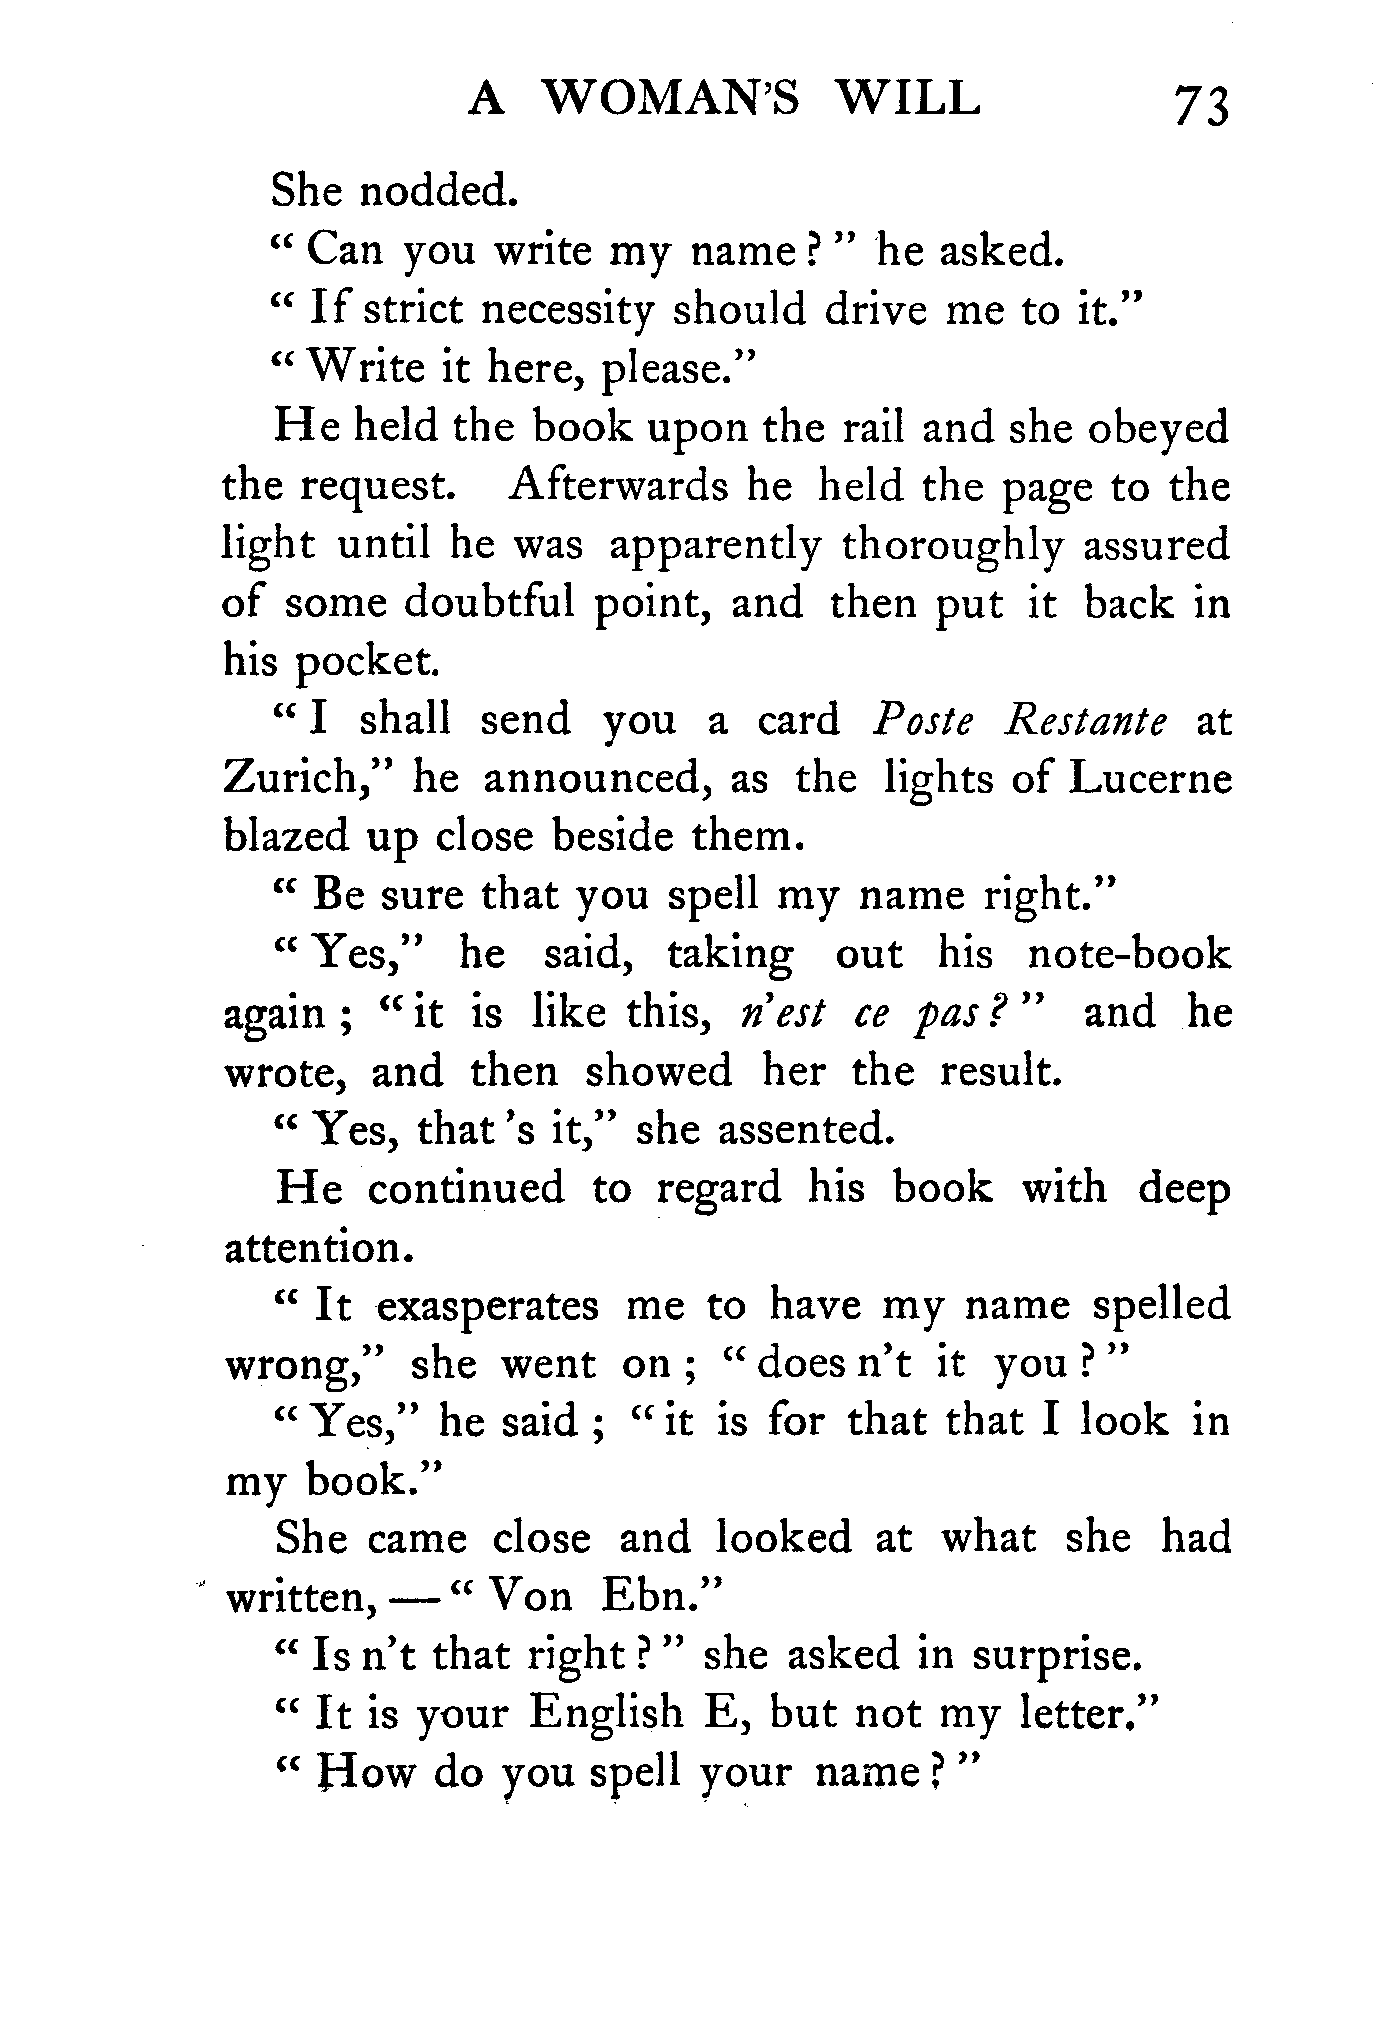 A WOMAN'S WILL 73
She nodded.
“ Can you write my name ? ” he asked.
“ If strict necessity should drive me to it.”
“ Write it here, please.”
He held the book upon the rail and she obeyed
the request. Afterwards he held the page to the
light until he was apparently thoroughly assured
of some doubtful point, and then put it back in
his pocket.
“ I shall send you a card Poste Restante at
Zurich,” he announced, as the lights of Lucerne
blazed up close beside them.
“ Be sure that you spell my name right.”
“ Yes,” he said, taking out his note-book
again ; “ it is like this, n'est ce pas ? ” and he
wrote, and then showed her the result.
“ Yes, that 's it,” she assented.
He continued to regard his book with deep
attention.
“ It exasperates me to have my name spelled
wrong,” she went on ; “ does n't it you ? ”
“ Yes,” he said ; “ it is for that that I look in
my book.”
She came close and looked at what she had
written, — “ Von Ebn.”
“ Is n't that right ? ” she asked in surprise.
“ It is your English E, but not my letter.”
“ How do you spell your name ? ”